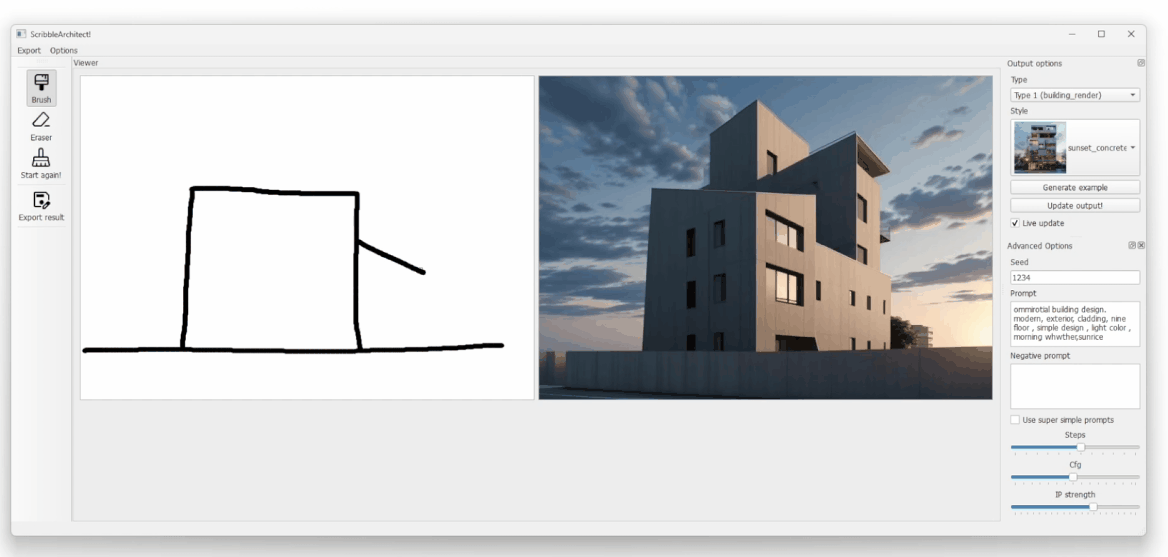 ScribbleArchitect!
Export Options
Viewer
Brush
Eraser
Start again!
Export result
Output options
Type
Type 1 (building_render)
Style
sunset_concrete
Generate example
Update output!
Live update
Advanced Options
Seed
1234
Prompt
ommirotial building design.
modern, exterior, cladding, nine
floor , simple design , light color ,
morning whwther,sunrice
Negative prompt
Use super simple prompts
Steps
Cfg
IP strength